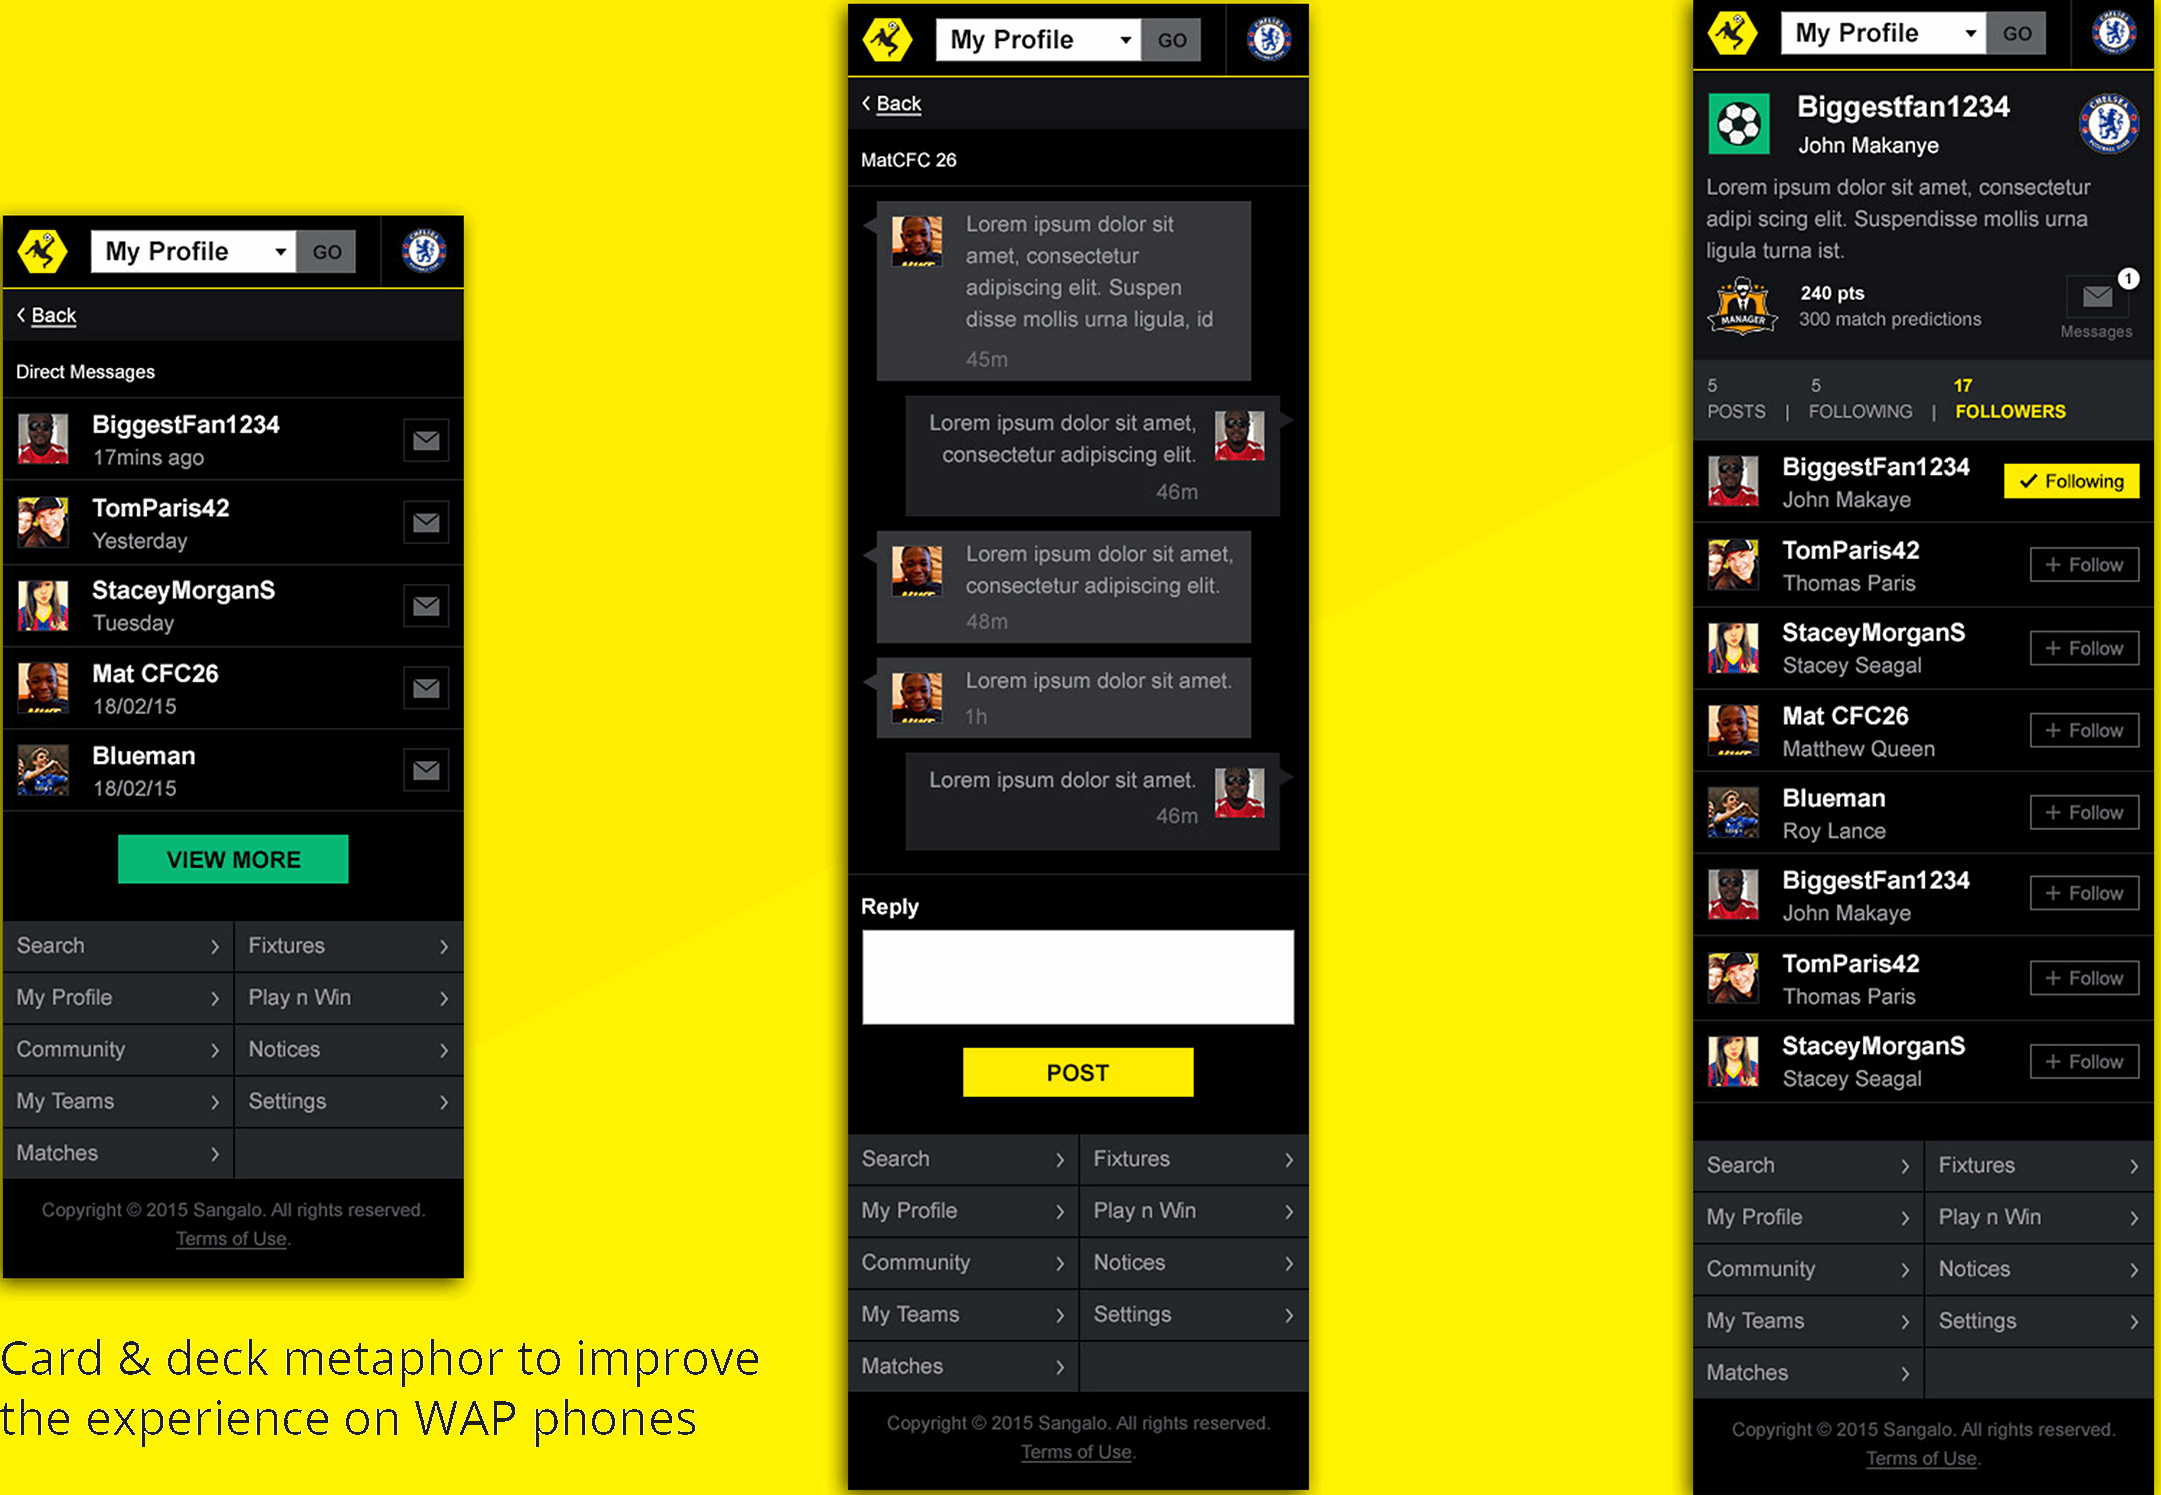 My Profile GO
Back
Direct Messages
BiggestFan1234
17mins ago
TomParis42
Yesterday
StaceyMorganS
Tuesday
Mat CFC26
18/02/15
Blueman
18/02/15
VIEW MORE
Search Fixtures
My Profile Play n Win
Community Notices
My Teams Settings
Matches
Copyright © 2015 Sangalo. All rights reserved.
Terms of Use.
Card & deck metaphor to improve
the experience on WAP phones
My Profile GO
CHELSEA
Back
MatCFC 26
Lorem ipsum dolor sit
amet, consectetur
adipiscing elit. Suspen
disse mollis urna ligula, id
45m
Lorem ipsum dolor sit amet,
consectetur adipiscing elit.
46m
Lorem ipsum dolor sit amet,
consectetur adipiscing elit.
48m
Lorem ipsum dolor sit amet.
1h
Lorem ipsum dolor sit amet.
46m
Reply
POST
Search Fixtures
My Profile Play n Win
Community Notices
My Teams Settings
Matches
Copyright © 2015 Sangalo. All rights reserved.
Terms of Use.
My Profile GO
CHELSEA
Biggestfan1234
John Makanye
CHELSEA
FOOTBALL CLUB
Lorem ipsum dolor sit amet, consectetur
adipi scing elit. Suspendisse mollis urna
ligula turna ist.
MANAGER
240 pts
300 match predictions
1
Messages
5 5 17
POSTS | FOLLOWING | FOLLOWERS
BiggestFan1234
John Makaye
Following
TomParis42
Thomas Paris
+ Follow
StaceyMorganS
Stacey Seagal
+ Follow
Mat CFC26
Matthew Queen
+ Follow
Blueman
Roy Lance
+ Follow
BiggestFan1234
John Makaye
+ Follow
TomParis42
Thomas Paris
+ Follow
StaceyMorganS
Stacey Seagal
+ Follow
Search Fixtures
My Profile Play n Win
Community Notices
My Teams Settings
Matches
Copyright © 2015 Sangalo. All rights reserved.
Terms of Use.